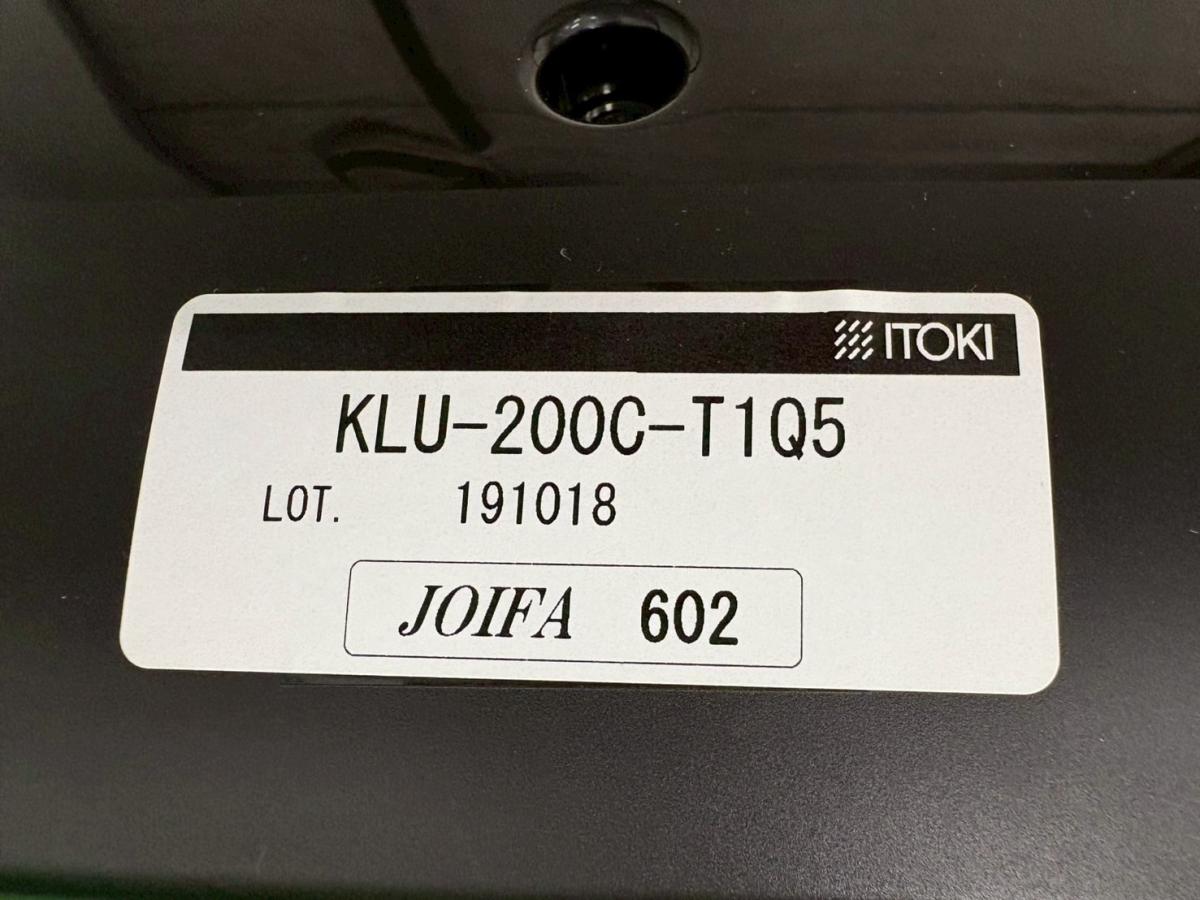 ITOKI
KLU-200C-T1Q5
LOT. 191018
JOIFA 602